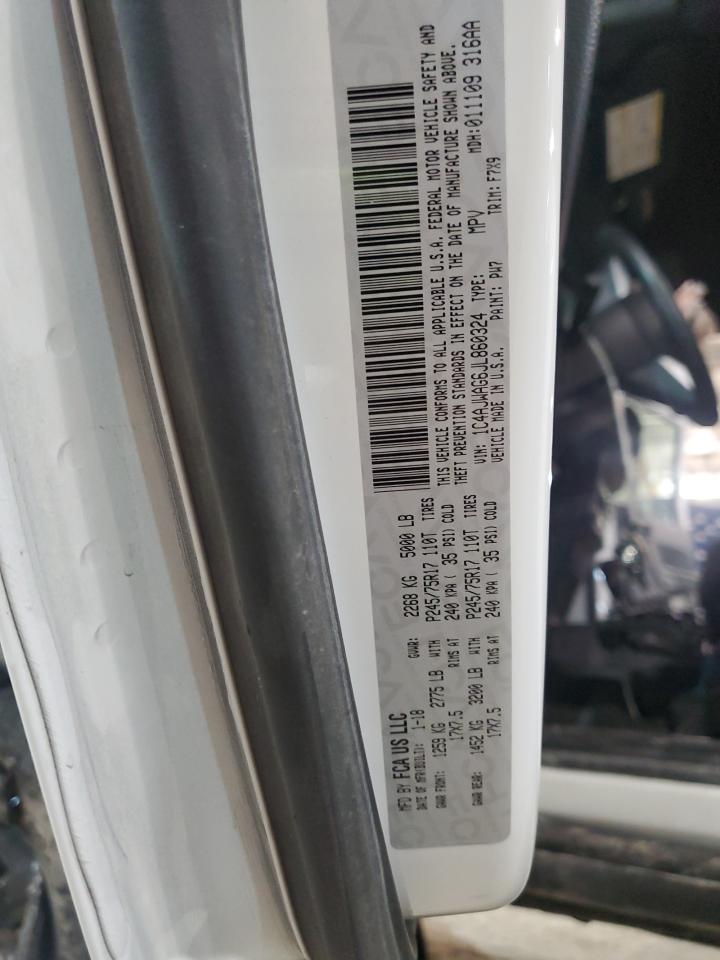 MFD BY FCA US LLC
DATE OF MFR(BUILT): 1-18 GVWR: 2268 KG 5000 LB
GAWR FRONT: 1259 KG 2775 LB WITH P245/75R17 110T TIRES
17X7.5 RIMS AT 240 KPA ( 35 PSI) COLD
GAWR REAR: 1452 KG 3200 LB WITH P245/75R17 110T TIRES
17X7.5 RIMS AT 240 KPA ( 35 PSI) COLD
THIS VEHICLE CONFORMS TO ALL APPLICABLE U.S.A. FEDERAL MOTOR VEHICLE SAFETY AND
THEFT PREVENTION STANDARDS IN EFFECT ON THE DATE OF MANUFACTURE SHOWN ABOVE.
VIN: 1C4AJWAG6JL860324 TYPE: MPV MDH:011109 316AA
VEHICLE MADE IN U.S.A. PAINT: PW7 TRIM: F7X9